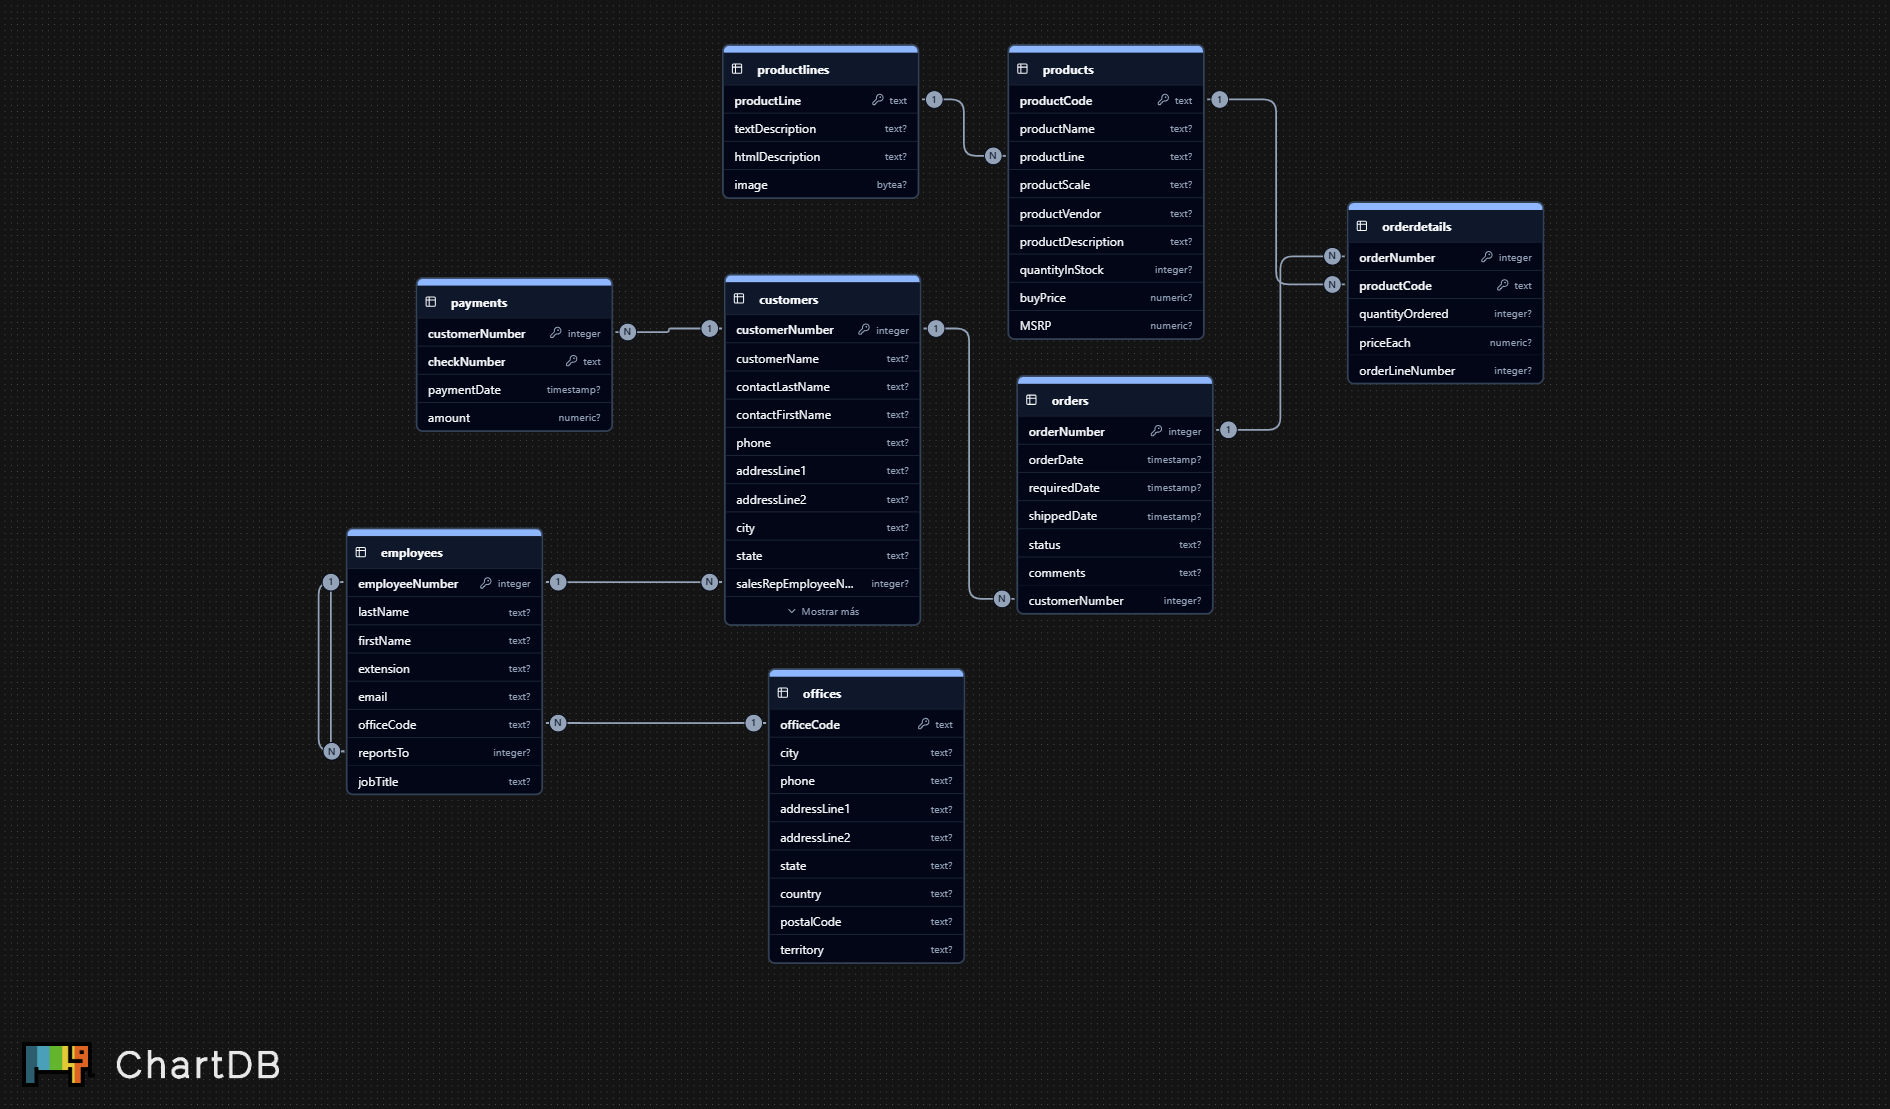 productlines
productLine text
textDescription text?
htmlDescription text?
image bytea?
products
productCode text
productName text?
productLine text?
productScale text?
productVendor text?
productDescription text?
quantityInStock integer?
buyPrice numeric?
MSRP numeric?
orderdetails
orderNumber integer
productCode text
quantityOrdered integer?
priceEach numeric?
orderLineNumber integer?
payments
customerNumber integer
checkNumber text
paymentDate timestamp?
amount numeric?
customers
customerNumber integer
customerName text?
contactLastName text?
contactFirstName text?
phone text?
addressLine1 text?
addressLine2 text?
city text?
state text?
salesRepEmployeeN... integer?
Mostrar más
orders
orderNumber integer
orderDate timestamp?
requiredDate timestamp?
shippedDate timestamp?
status text?
comments text?
customerNumber integer?
employees
employeeNumber integer
lastName text?
firstName text?
extension text?
email text?
officeCode text?
reportsTo integer?
jobTitle text?
offices
officeCode text
city text?
phone text?
addressLine1 text?
addressLine2 text?
state text?
country text?
postalCode text?
territory text?
1
N
1
N
N
N
1
1
1
N
1
N
1
N
1
N
ChartDB